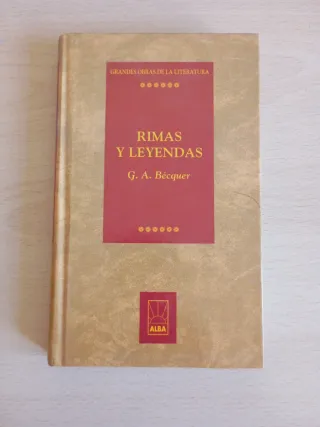 GRANDES OBRAS DE LA LITERATURA
RIMAS
Y LEYENDAS
G. A. Bécquer
ALBA